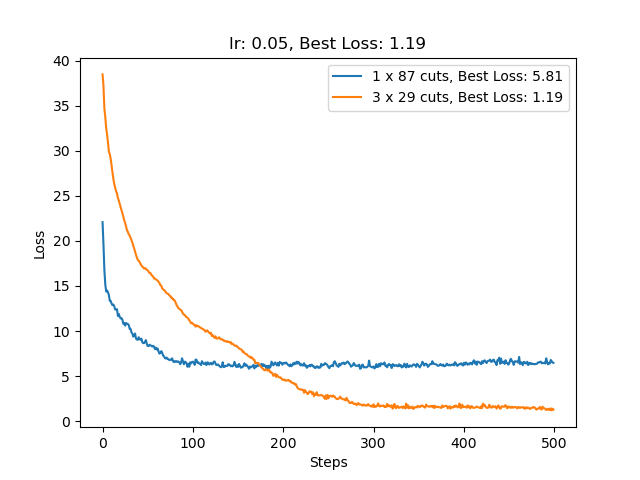 lr: 0.05, Best Loss: 1.19
1 x 87 cuts, Best Loss: 5.81
3 x 29 cuts, Best Loss: 1.19
40
35
30
25
20
15
10
5
0
Loss
0 100 200 300 400 500
Steps